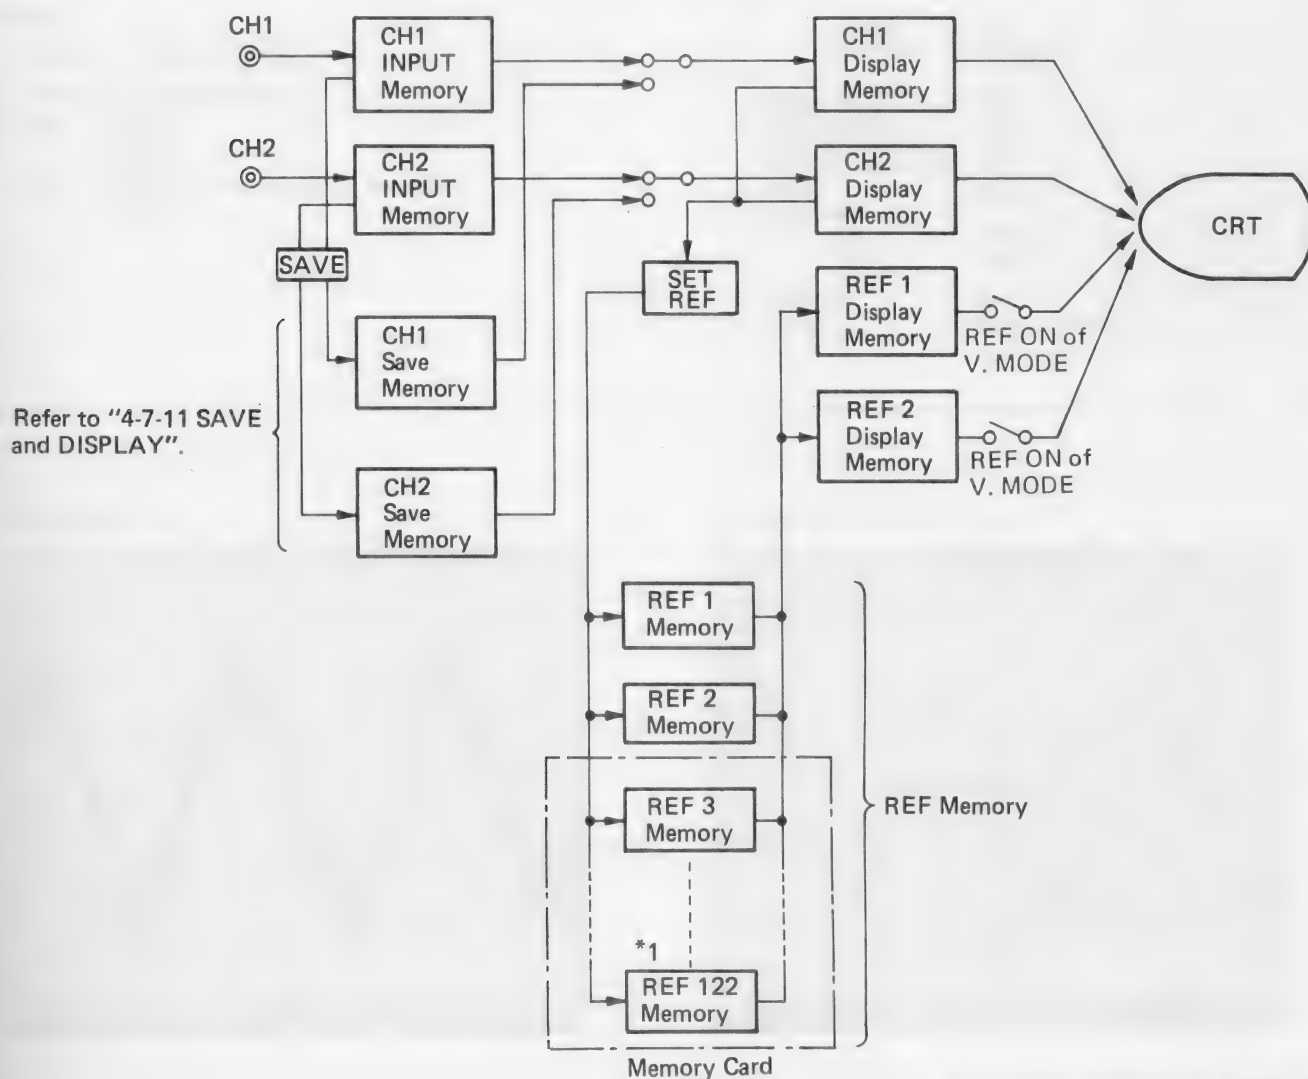 CH1
CH1
INPUT
Memory
CH1
Display
Memory
CH2
CH2
INPUT
Memory
CH2
Display
Memory
CRT
SAVE
SET
REF
REF 1
Display
Memory
REF ON of
V. MODE
CH1
Save
Memory
Refer to "4-7-11 SAVE
and DISPLAY".
REF 2
Display
Memory
REF ON of
V. MODE
CH2
Save
Memory
REF 1
Memory
REF 2
Memory
REF 3
Memory
REF Memory
*1
REF 122
Memory
Memory Card